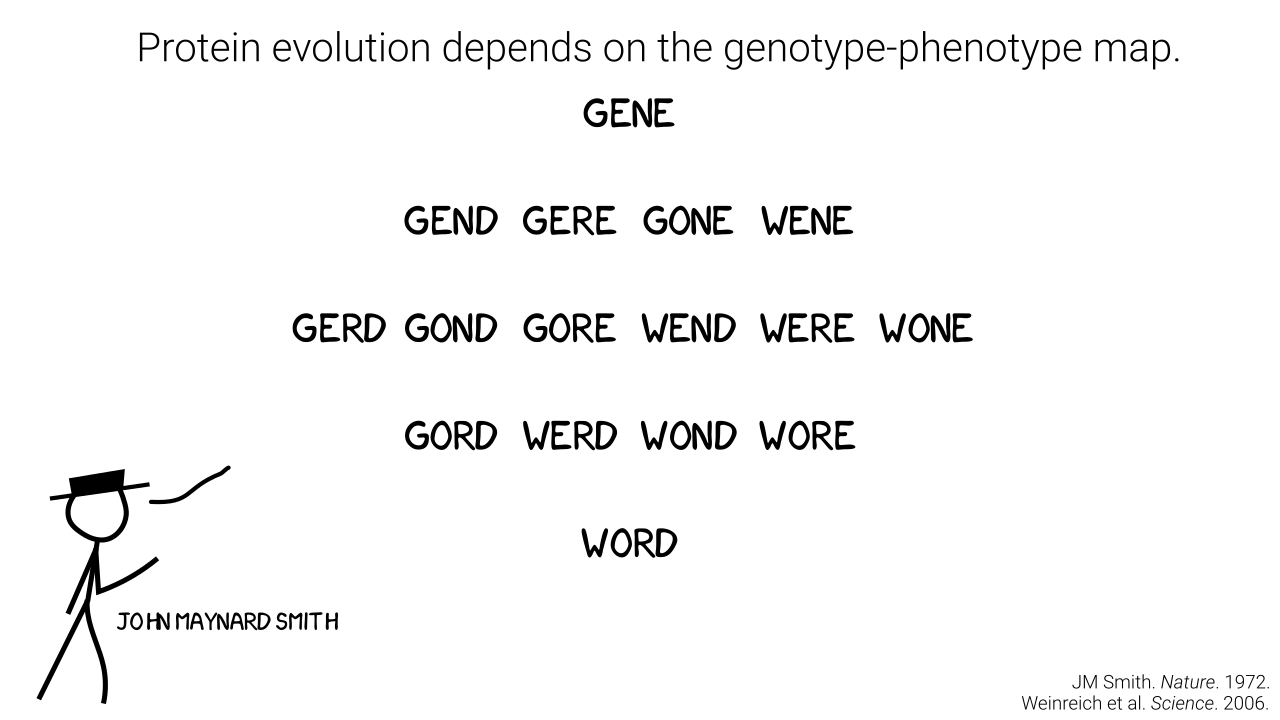 Protein evolution depends on the genotype-phenotype map.
GENE
GEND GERE GONE WENE
GERD GOND GORE WEND WERE WONE
GORD WERD WOND WORE
WORD
JOHN MAYNARD SMITH
JM Smith. Nature. 1972.
Weinreich et al. Science. 2006.